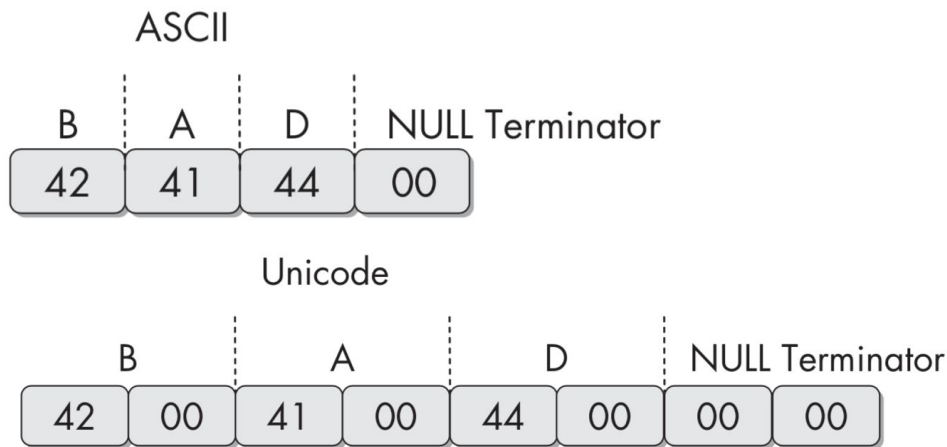 ASCII
B A D NULL Terminator
42 41 44 00
Unicode
B A D NULL Terminator
42 00 41 00 44 00 00 00